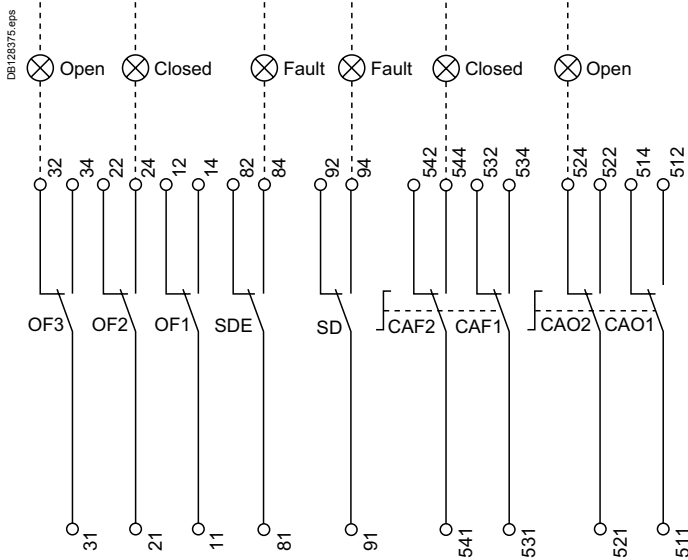 DB128375.eps
Open Closed Fault Fault Closed Open
32 34 22 24 12 14 82 84 92 94 542 544 532 534 524 522 514 512
OF3 OF2 OF1 SDE SD CAF2 CAF1 CAO2 CAO1
31 21 11 81 91 541 531 521 511